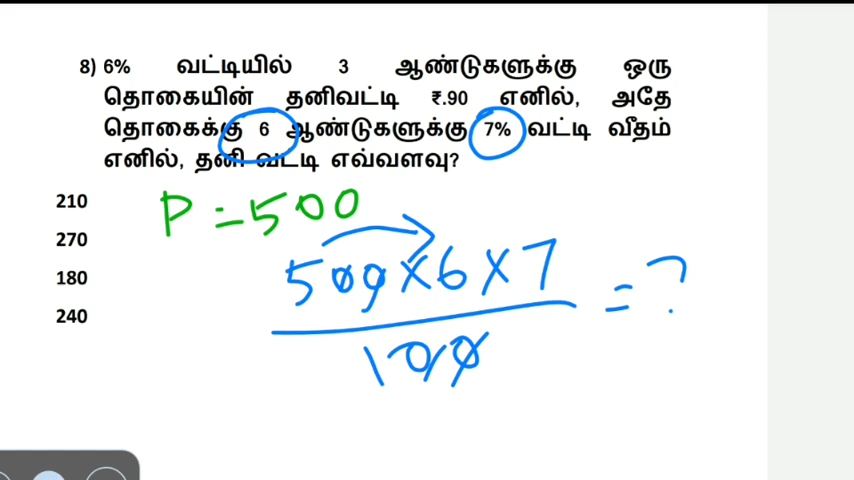 8) 6% வட்டியில் 3 ஆண்டுகளுக்கு ஒரு
தொகையின் தனிவட்டி ₹.90 எனில், அதே
தொகைக்கு 6 ஆண்டுகளுக்கு 7% வட்டி வீதம்
எனில், தனி வட்டி எவ்வளவு?
210
270
180
240
P = 500
500 × 6 × 7
= ?
100